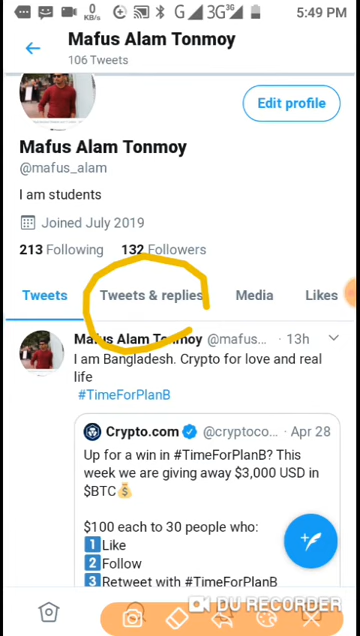 0 KB/s G 3G 3G 5:49 PM
Mafus Alam Tonmoy
106 Tweets
Edit profile
Mafus Alam Tonmoy
@mafus_alam
I am students
Joined July 2019
213 Following 132 Followers
Tweets Tweets & replies Media Likes
Mafus Alam Tonmoy @mafus... · 13h
I am Bangladesh. Crypto for love and real
life
#TimeForPlanB
Crypto.com @cryptoco... · Apr 28
Up for a win in #TimeForPlanB? This
week we are giving away $3,000 USD in
$BTC💰
$100 each to 30 people who:
1️⃣Like
2️⃣Follow
3️⃣Retweet with #TimeForPlanB
DU RECORDER